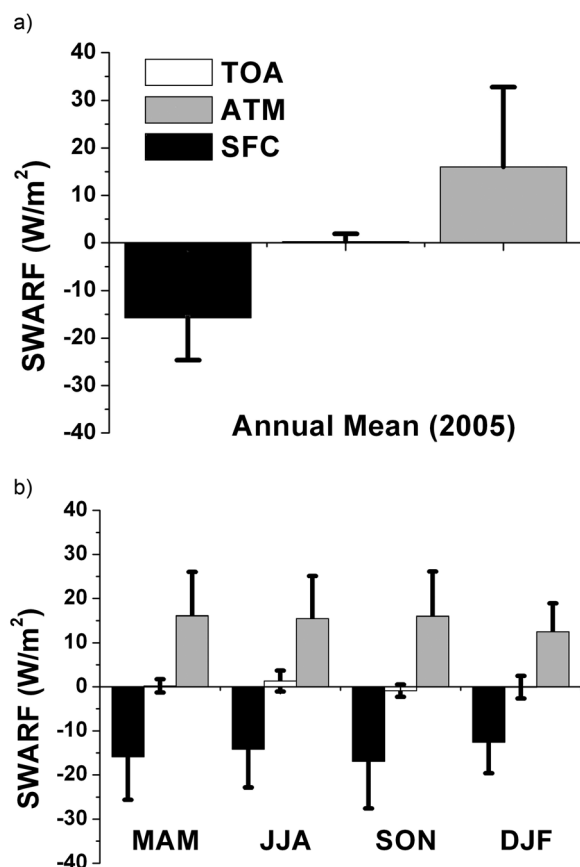 a)
SWARF (W/m²)
40
30
20
10
0
-10
-20
-30
-40
TOA
ATM
SFC
Annual Mean (2005)
b)
SWARF (W/m²)
40
30
20
10
0
-10
-20
-30
-40
MAM JJA SON DJF